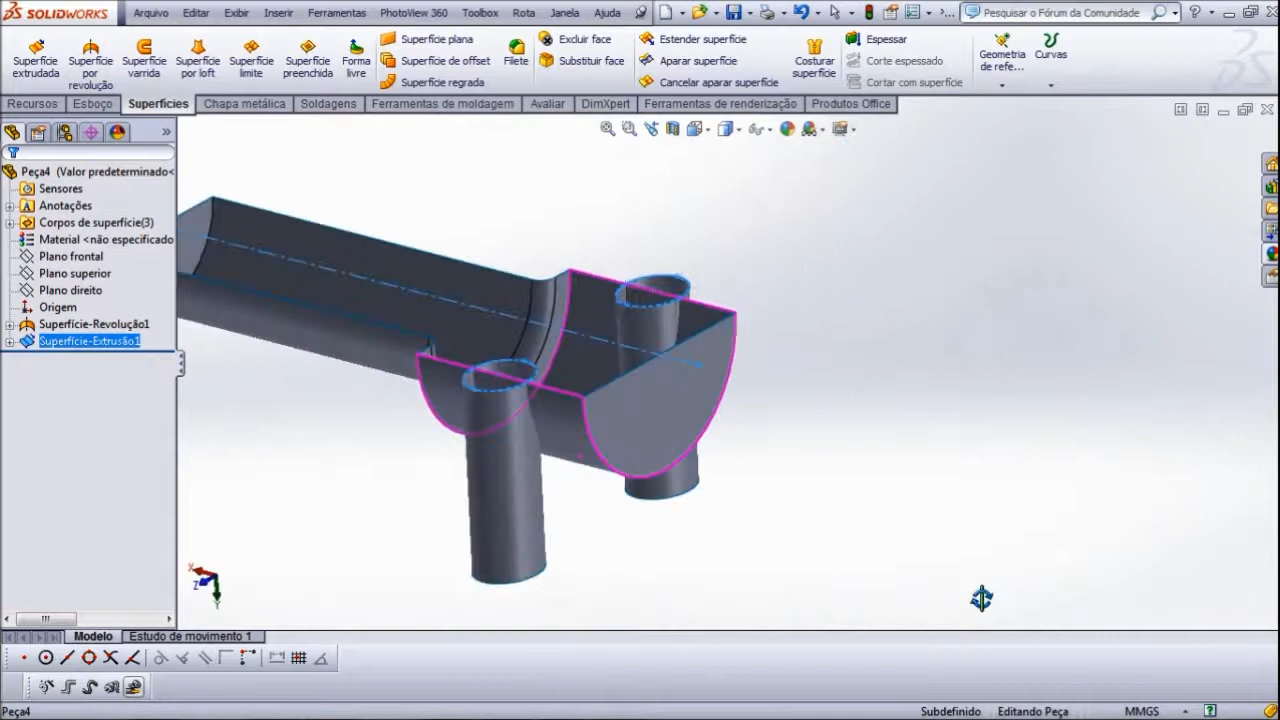 SOLIDWORKS Arquivo Editar Exibir Inserir Ferramentas PhotoView 360 Toolbox Rota Janela Ajuda Pesquisar o Fórum da Comunidade
Superfície extrudada
Superfície por revolução
Superfície varrida
Superfície por loft
Superfície limite
Superfície preenchida
Forma livre
Superfície plana
Superfície de offset
Superfície regrada
Filete
Excluir face
Substituir face
Estender superfície
Aparar superfície
Cancelar aparar superfície
Costurar superfície
Espessar
Corte espessado
Cortar com superfície
Geometria de refe...
Curvas
Recursos Esboço Superfícies Chapa metálica Soldagens Ferramentas de moldagem Avaliar DimXpert Ferramentas de renderização Produtos Office
Peça4 (Valor predeterminado<
Sensores
Anotações
Corpos de superfície(3)
Material <não especificado
Plano frontal
Plano superior
Plano direito
Origem
Superfície-Revolução1
Superfície-Extrusão1
X
Z
Y
Modelo Estudo de movimento 1
Peça4 Subdefinido Editando Peça MMGS